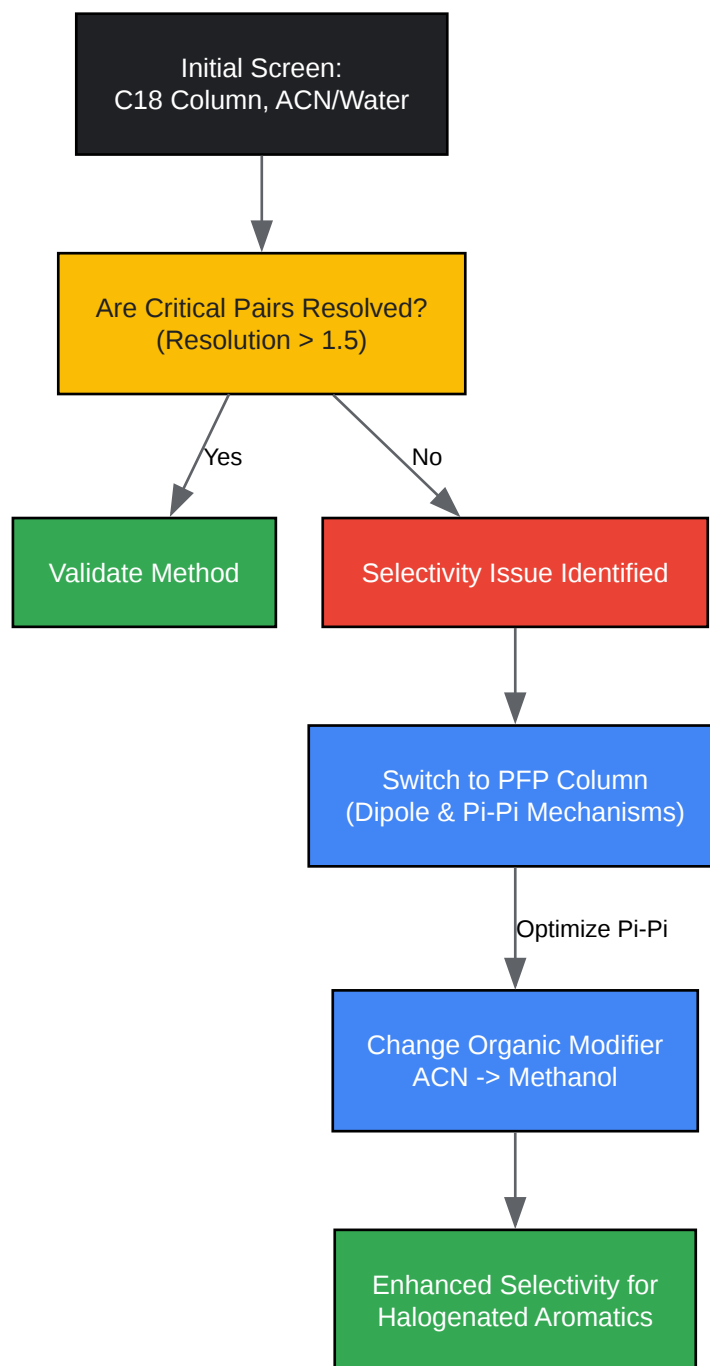 Initial Screen:
C18 Column, ACN/Water
Are Critical Pairs Resolved?
(Resolution > 1.5)
Yes
No
Validate Method
Selectivity Issue Identified
Switch to PFP Column
(Dipole & Pi-Pi Mechanisms)
Optimize Pi-Pi
Change Organic Modifier
ACN -> Methanol
Enhanced Selectivity for
Halogenated Aromatics